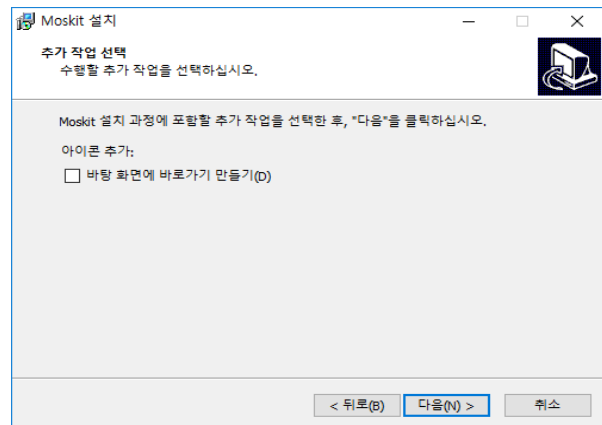 Moskit 설치
추가 작업 선택
수행할 추가 작업을 선택하십시오.
Moskit 설치 과정에 포함할 추가 작업을 선택한 후, "다음"을 클릭하십시오.
아이콘 추가:
바탕 화면에 바로가기 만들기(D)
< 뒤로(B) 다음(N) > 취소